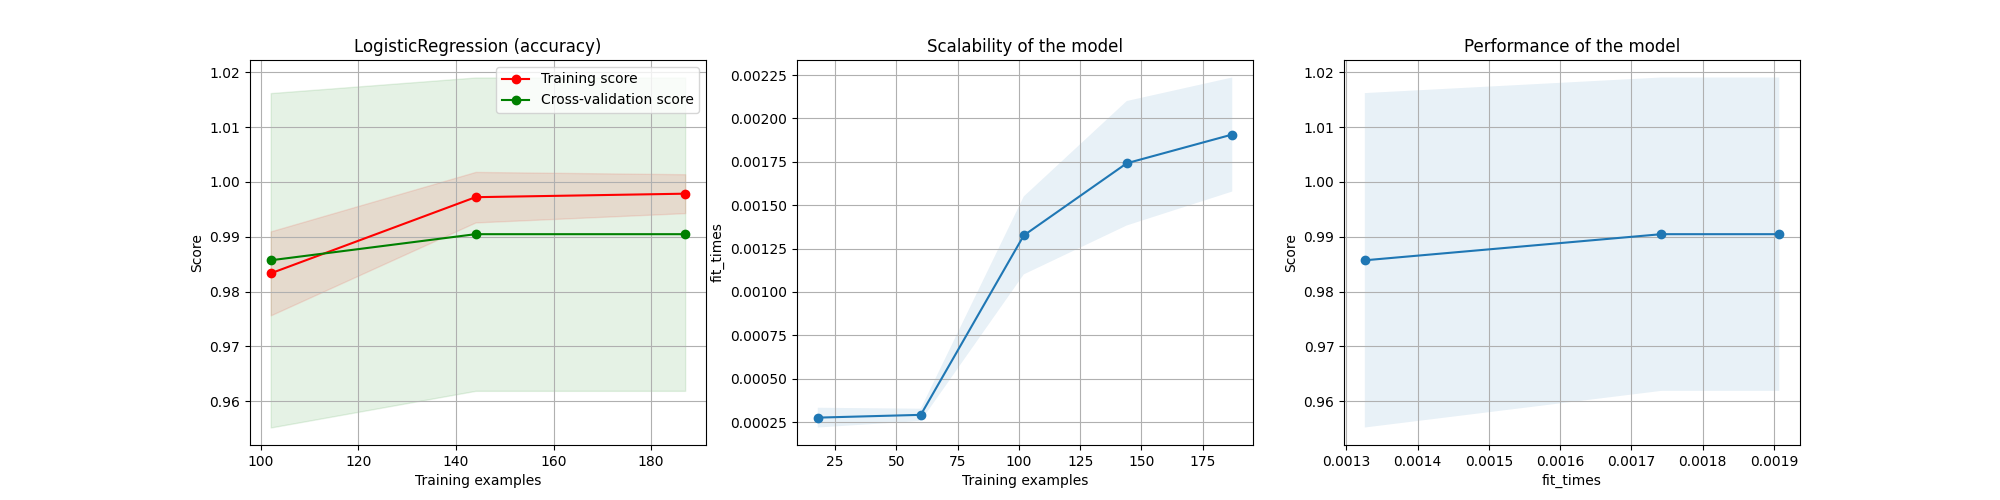 LogisticRegression (accuracy)
Training score
Cross-validation score
1.02
1.01
1.00
0.99
0.98
0.97
0.96
Score
100 120 140 160 180
Training examples
Scalability of the model
0.00225
0.00200
0.00175
0.00150
0.00125
0.00100
0.00075
0.00050
0.00025
fit_times
25 50 75 100 125 150 175
Training examples
Performance of the model
1.02
1.01
1.00
0.99
0.98
0.97
0.96
Score
0.0013 0.0014 0.0015 0.0016 0.0017 0.0018 0.0019
fit_times